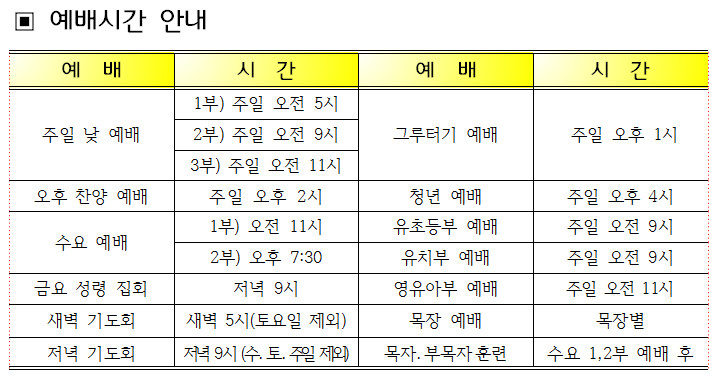 ▣ 예배시간 안내
예 배 시 간 예 배 시 간
주일 낮 예배 1부) 주일 오전 5시 그루터기 예배 주일 오후 1시
2부) 주일 오전 9시
3부) 주일 오전 11시
오후 찬양 예배 주일 오후 2시 청년 예배 주일 오후 4시
수요 예배 1부) 오전 11시 유초등부 예배 주일 오전 9시
2부) 오후 7:30 유치부 예배 주일 오전 9시
금요 성령 집회 저녁 9시 영유아부 예배 주일 오전 11시
새벽 기도회 새벽 5시(토요일 제외) 목장 예배 목장별
저녁 기도회 저녁 9시 (수. 토. 주일 제외) 목자.부목자 훈련 수요 1,2부 예배 후